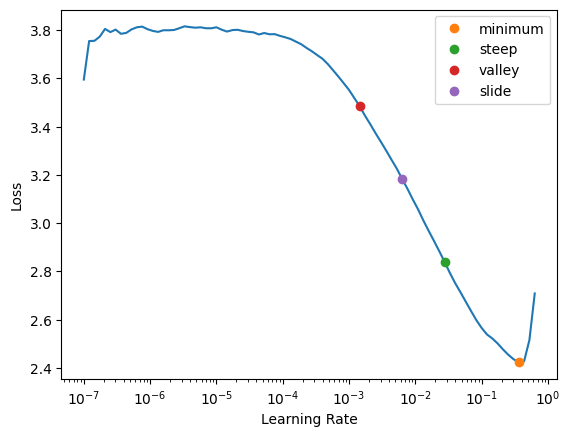 minimum
steep
valley
slide
Loss
3.8
3.6
3.4
3.2
3.0
2.8
2.6
2.4
10⁻⁷
10⁻⁶
10⁻⁵
10⁻⁴
10⁻³
10⁻²
10⁻¹
10⁰
Learning Rate